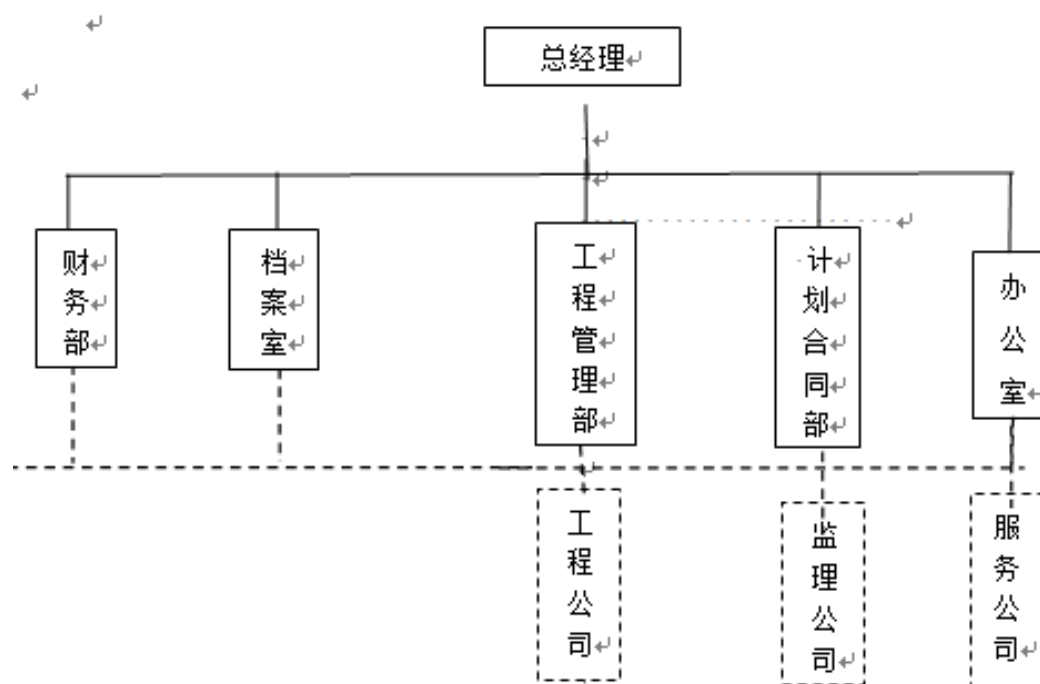 总经理
财务部
档案室
工程管理部
计划合同部
办公室
工程公司
监理公司
服务公司